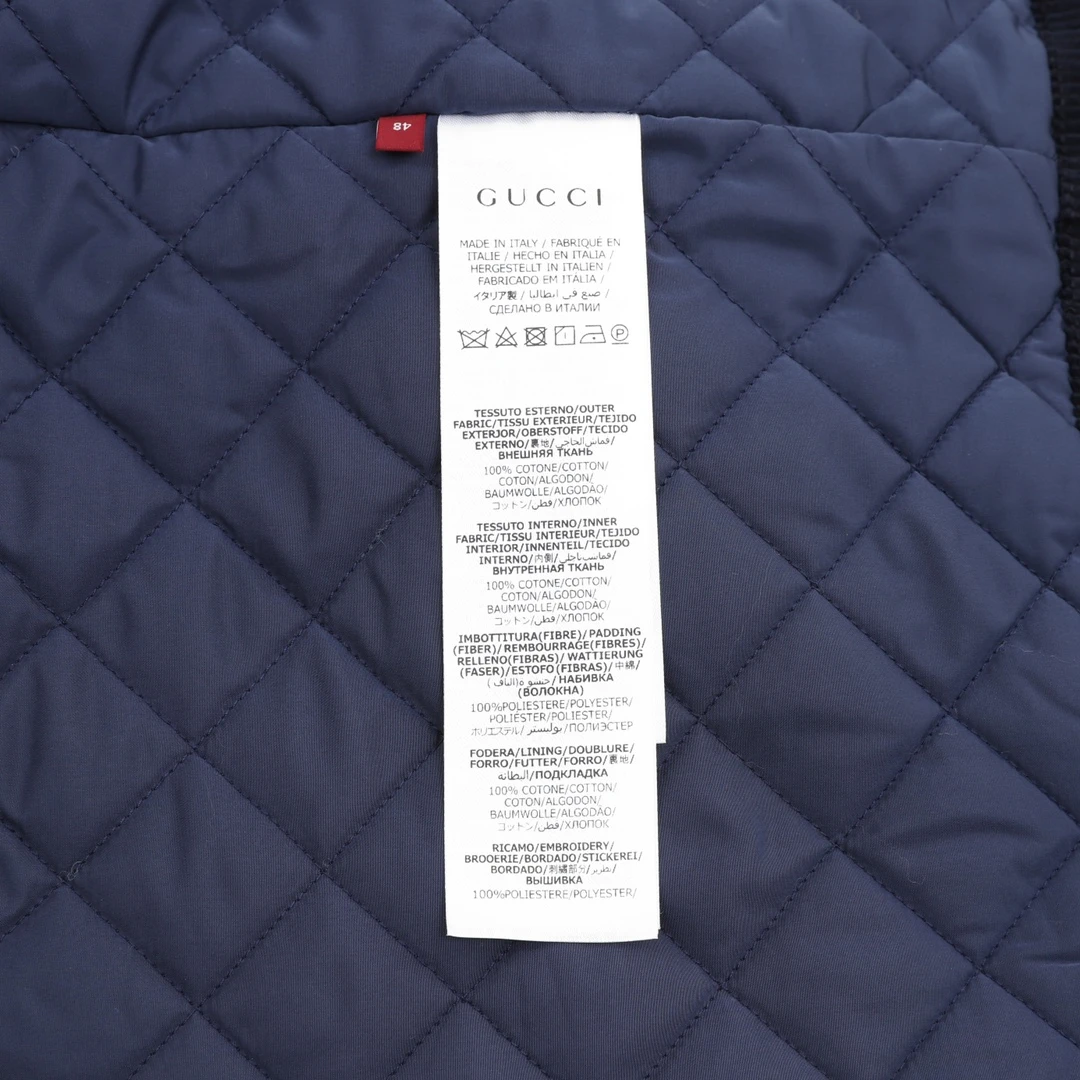 48
GUCCI
MADE IN ITALY / FABRIQUÉ EN
ITALIE / HECHO EN ITALIA /
HERGESTELLT IN ITALIEN /
FABRICADO EM ITÁLIA /
イタリア製 / صنع في ايطاليا /
СДЕЛАНО В ИТАЛИИ
P
TESSUTO ESTERNO/OUTER
FABRIC/TISSU EXTERIEUR/TEJIDO
EXTERJOR/OBERSTOFF/TECIDO
EXTERNO/裏地/
ВНЕШНЯЯ ТКАНЬ
100% COTONE/COTTON/
COTON/ALGODON/
BAUMWOLLE/ALGODÃO/
コットン/قطن/ХЛОПОК
TESSUTO INTERNO/INNER
FABRIC/TISSU INTERIEUR/TEJIDO
INTERIOR/INNENTEIL/TECIDO
INTERNO/内側/
ВНУТРЕННЯЯ ТКАНЬ
100% COTONE/COTTON/
COTON/ALGODON/
BAUMWOLLE/ALGODÃO/
コットン/قطن/ХЛОПОК
IMBOTTITURA(FIBRE)/PADDING
(FIBER)/REMBOURRAGE(FIBRES)/
RELLENO(FIBRAS)/WATTIERUNG
(FASER)/ESTOFO(FIBRAS)/中綿/
/НАБИВКА
(ВОЛОКНА)
100%POLIESTERE/POLYESTER/
POLIÉSTER/POLIESTER/
ポリエステル/بوليستر/ПОЛИЭСТЕР
FODERA/LINING/DOUBLURE/
FORRO/FUTTER/FORRO/裏地/
البطانة/ПОДКЛАДКА
100% COTONE/COTTON/
COTON/ALGODON/
BAUMWOLLE/ALGODÃO/
コットン/قطن/ХЛОПОК
RICAMO/EMBROIDERY/
BRODERIE/BORDADO/STICKEREI/
BORDADO/刺繍部分/تطريز/
ВЫШИВКА
100%POLIESTERE/POLYESTER/